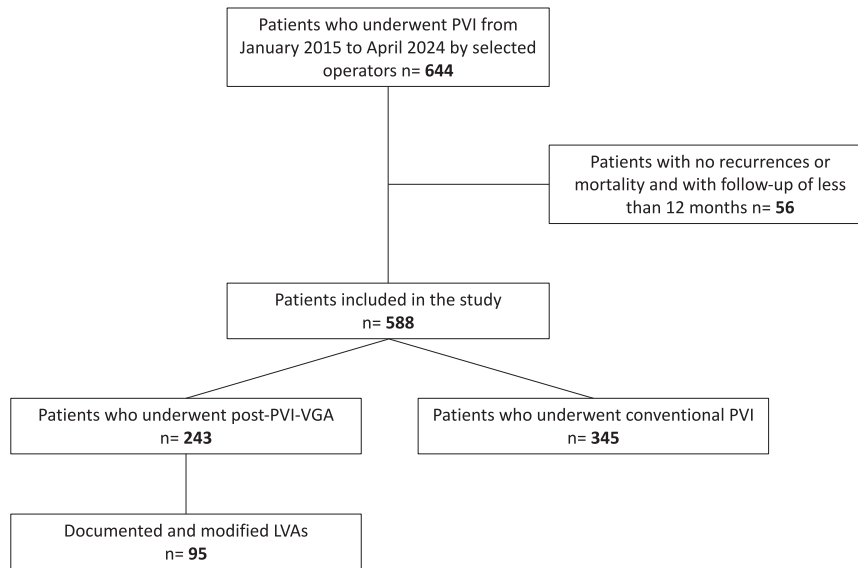 Patients who underwent PVI from
January 2015 to April 2024 by selected
operators n= 644
Patients with no recurrences or
mortality and with follow-up of less
than 12 months n= 56
Patients included in the study
n= 588
Patients who underwent post-PVI-VGA
n= 243
Patients who underwent conventional PVI
n= 345
Documented and modified LVAs
n= 95